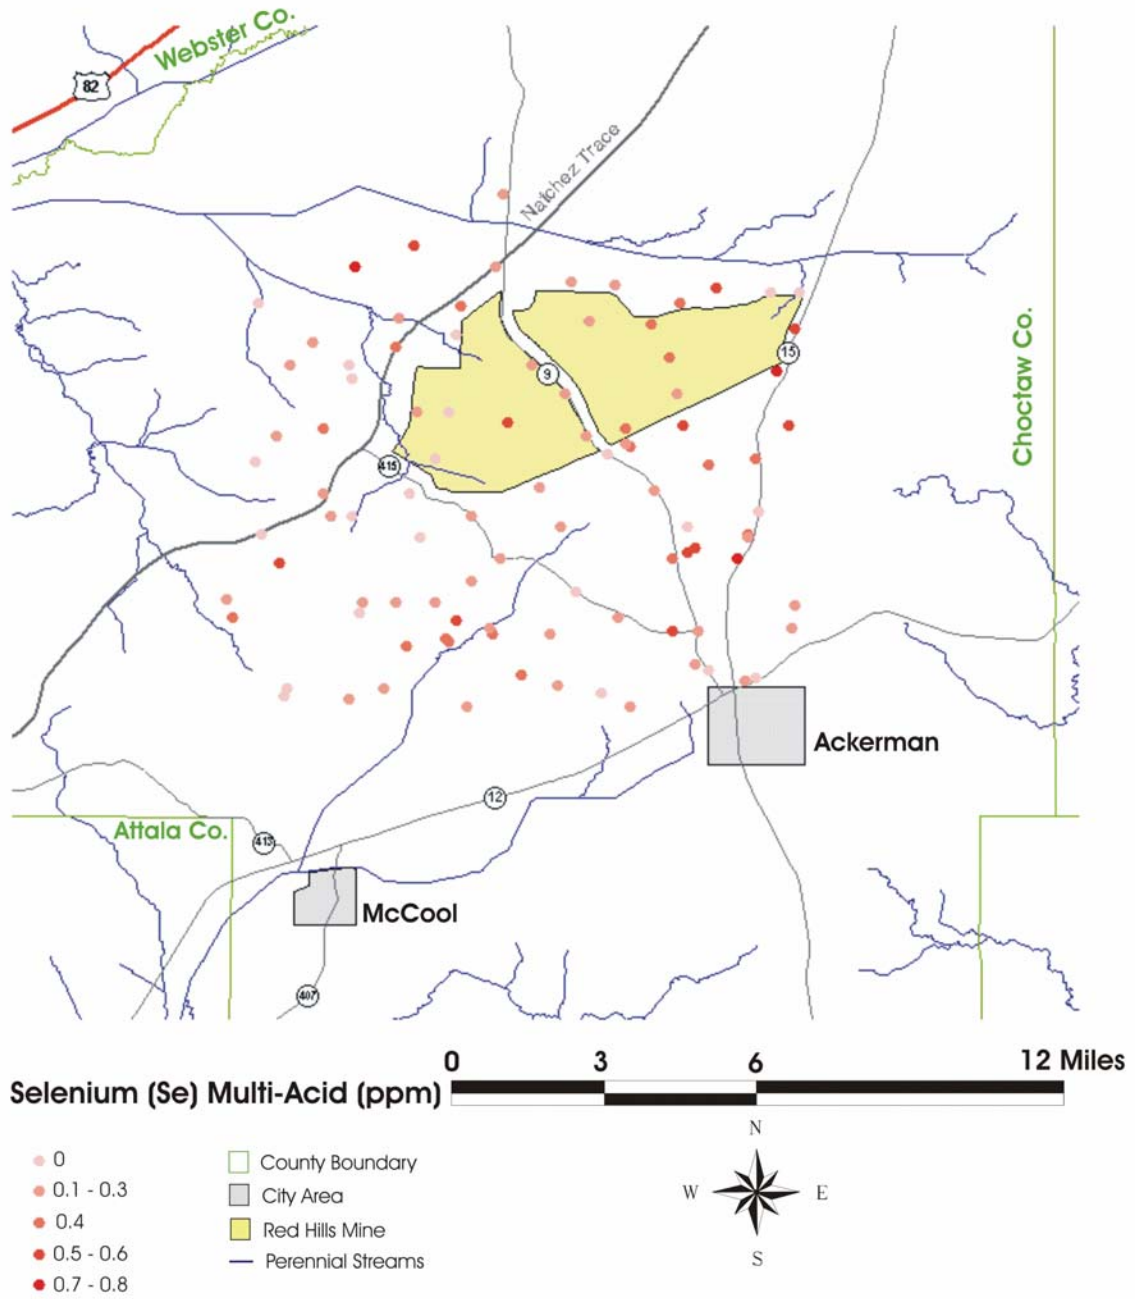 Webster Co.
82
Natchez Trace
Choctaw Co.
15
9
415
Ackerman
12
Attala Co.
413
McCool
407
0 3 6 12 Miles
Selenium (Se) Multi-Acid (ppm)
N
W E
S
0
0.1 - 0.3
0.4
0.5 - 0.6
0.7 - 0.8
County Boundary
City Area
Red Hills Mine
Perennial Streams